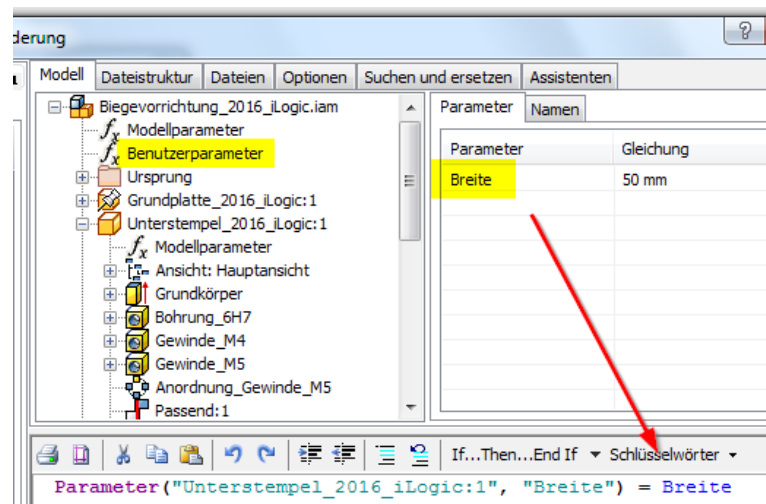 derung
Modell Dateistruktur Dateien Optionen Suchen und ersetzen Assistenten
Biegevorrichtung_2016_iLogic.iam
Modellparameter
Benutzerparameter
Ursprung
Grundplatte_2016_iLogic:1
Unterstempel_2016_iLogic:1
Modellparameter
Ansicht: Hauptansicht
Grundkörper
Bohrung_6H7
Gewinde_M4
Gewinde_M5
Anordnung_Gewinde_M5
Passend:1
Parameter Namen
Parameter Gleichung
Breite 50 mm
If...Then...End If Schlüsselwörter
Parameter("Unterstempel_2016_iLogic:1", "Breite") = Breite